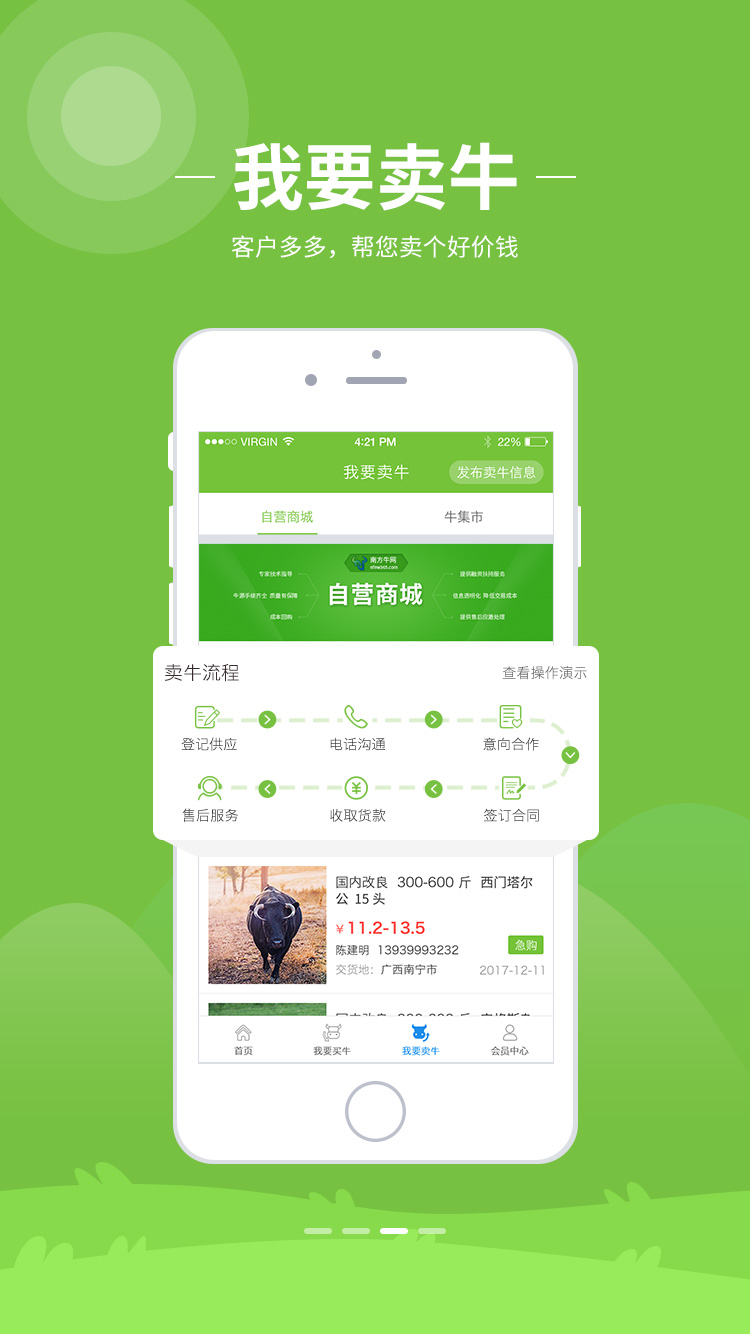 我要卖牛
客户多多，帮您卖个好价钱
VIRGIN 4:21 PM 22%
我要卖牛 发布卖牛信息
自营商城 牛集市
南方牛网
专家技术指导 提供融资扶持服务
牛源手续齐全 质量有保障 自营商城 信息透明化 降低交易成本
成本回购 提供售后应激处理
卖牛流程 查看操作演示
登记供应 电话沟通 意向合作
售后服务 收取货款 签订合同
国内改良 300-600 斤 西门塔尔
公 15 头
¥ 11.2-13.5
陈建明 13939993232 急购
交货地：广西南宁市 2017-12-11
首页 我要买牛 我要卖牛 会员中心